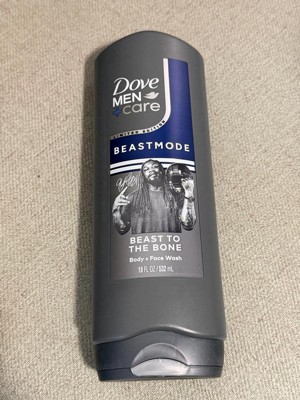 Dove
MEN
+care
LIMITED EDITION
BEASTMODE
BEAST TO
THE BONE
Body + Face Wash
18 FL OZ / 532 mL